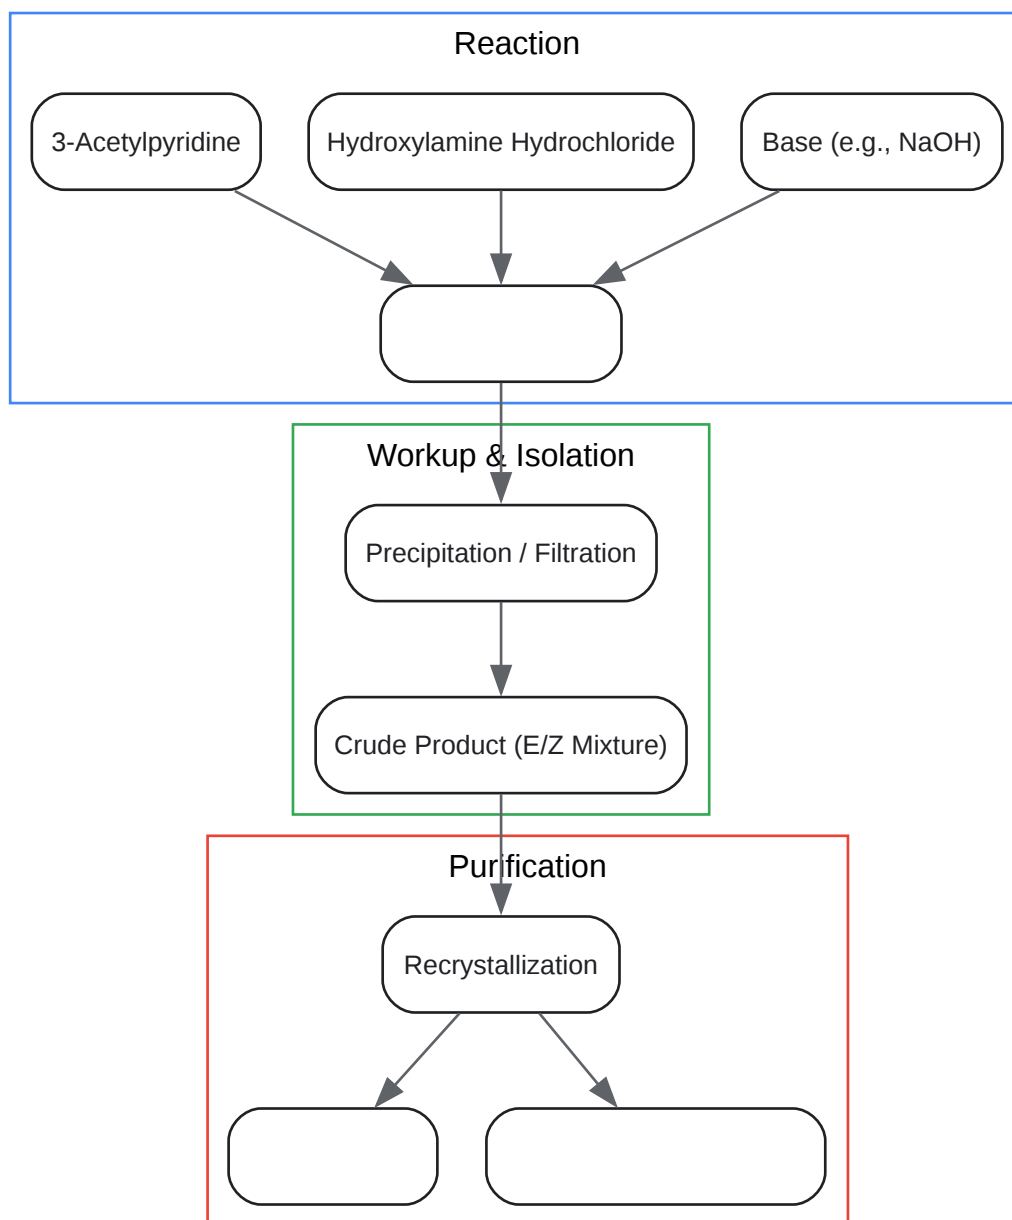 Reaction
3-Acetylpyridine
Hydroxylamine Hydrochloride
Base (e.g., NaOH)
Workup & Isolation
Precipitation / Filtration
Crude Product (E/Z Mixture)
Purification
Recrystallization